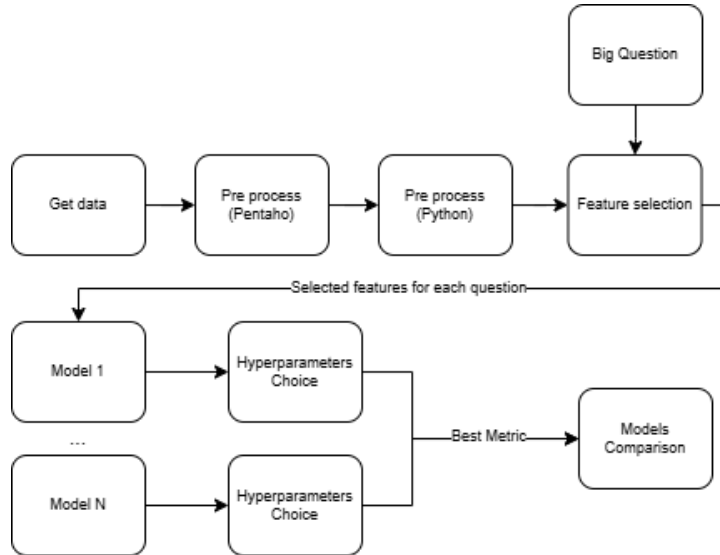 Big Question
Get data
Pre process
(Pentaho)
Pre process
(Python)
Feature selection
Selected features for each question
Model 1
Hyperparameters
Choice
...
Best Metric
Models
Comparison
Model N
Hyperparameters
Choice